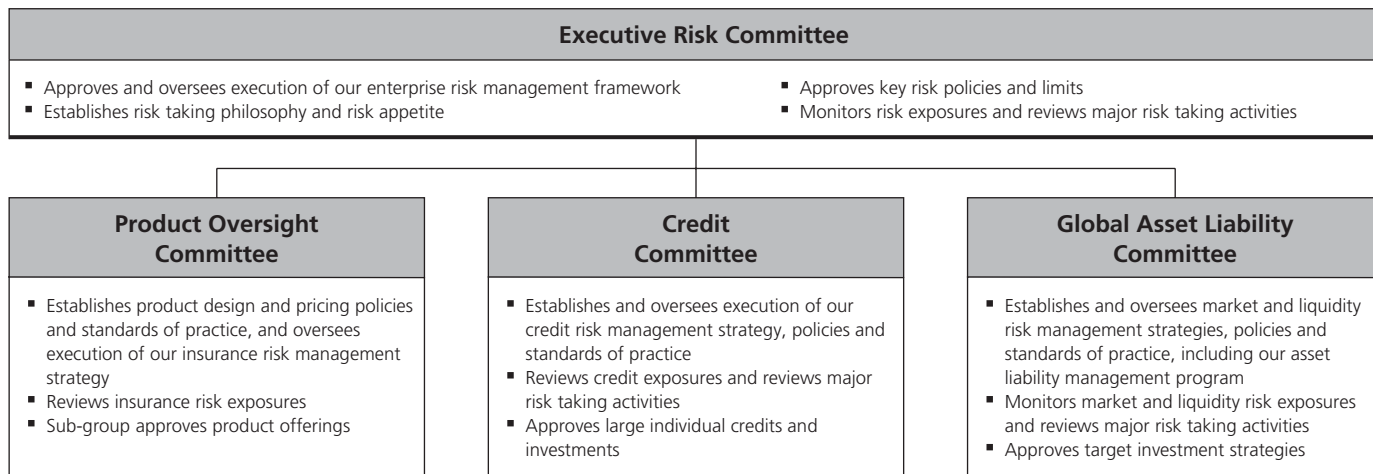 Executive Risk Committee
▪ Approves and oversees execution of our enterprise risk management framework
▪ Establishes risk taking philosophy and risk appetite
▪ Approves key risk policies and limits
▪ Monitors risk exposures and reviews major risk taking activities
Product Oversight
Committee
▪ Establishes product design and pricing policies
and standards of practice, and oversees
execution of our insurance risk management
strategy
▪ Reviews insurance risk exposures
▪ Sub-group approves product offerings
Credit
Committee
▪ Establishes and oversees execution of our
credit risk management strategy, policies and
standards of practice
▪ Reviews credit exposures and reviews major
risk taking activities
▪ Approves large individual credits and
investments
Global Asset Liability
Committee
▪ Establishes and oversees market and liquidity
risk management strategies, policies and
standards of practice, including our asset
liability management program
▪ Monitors market and liquidity risk exposures
and reviews major risk taking activities
▪ Approves target investment strategies